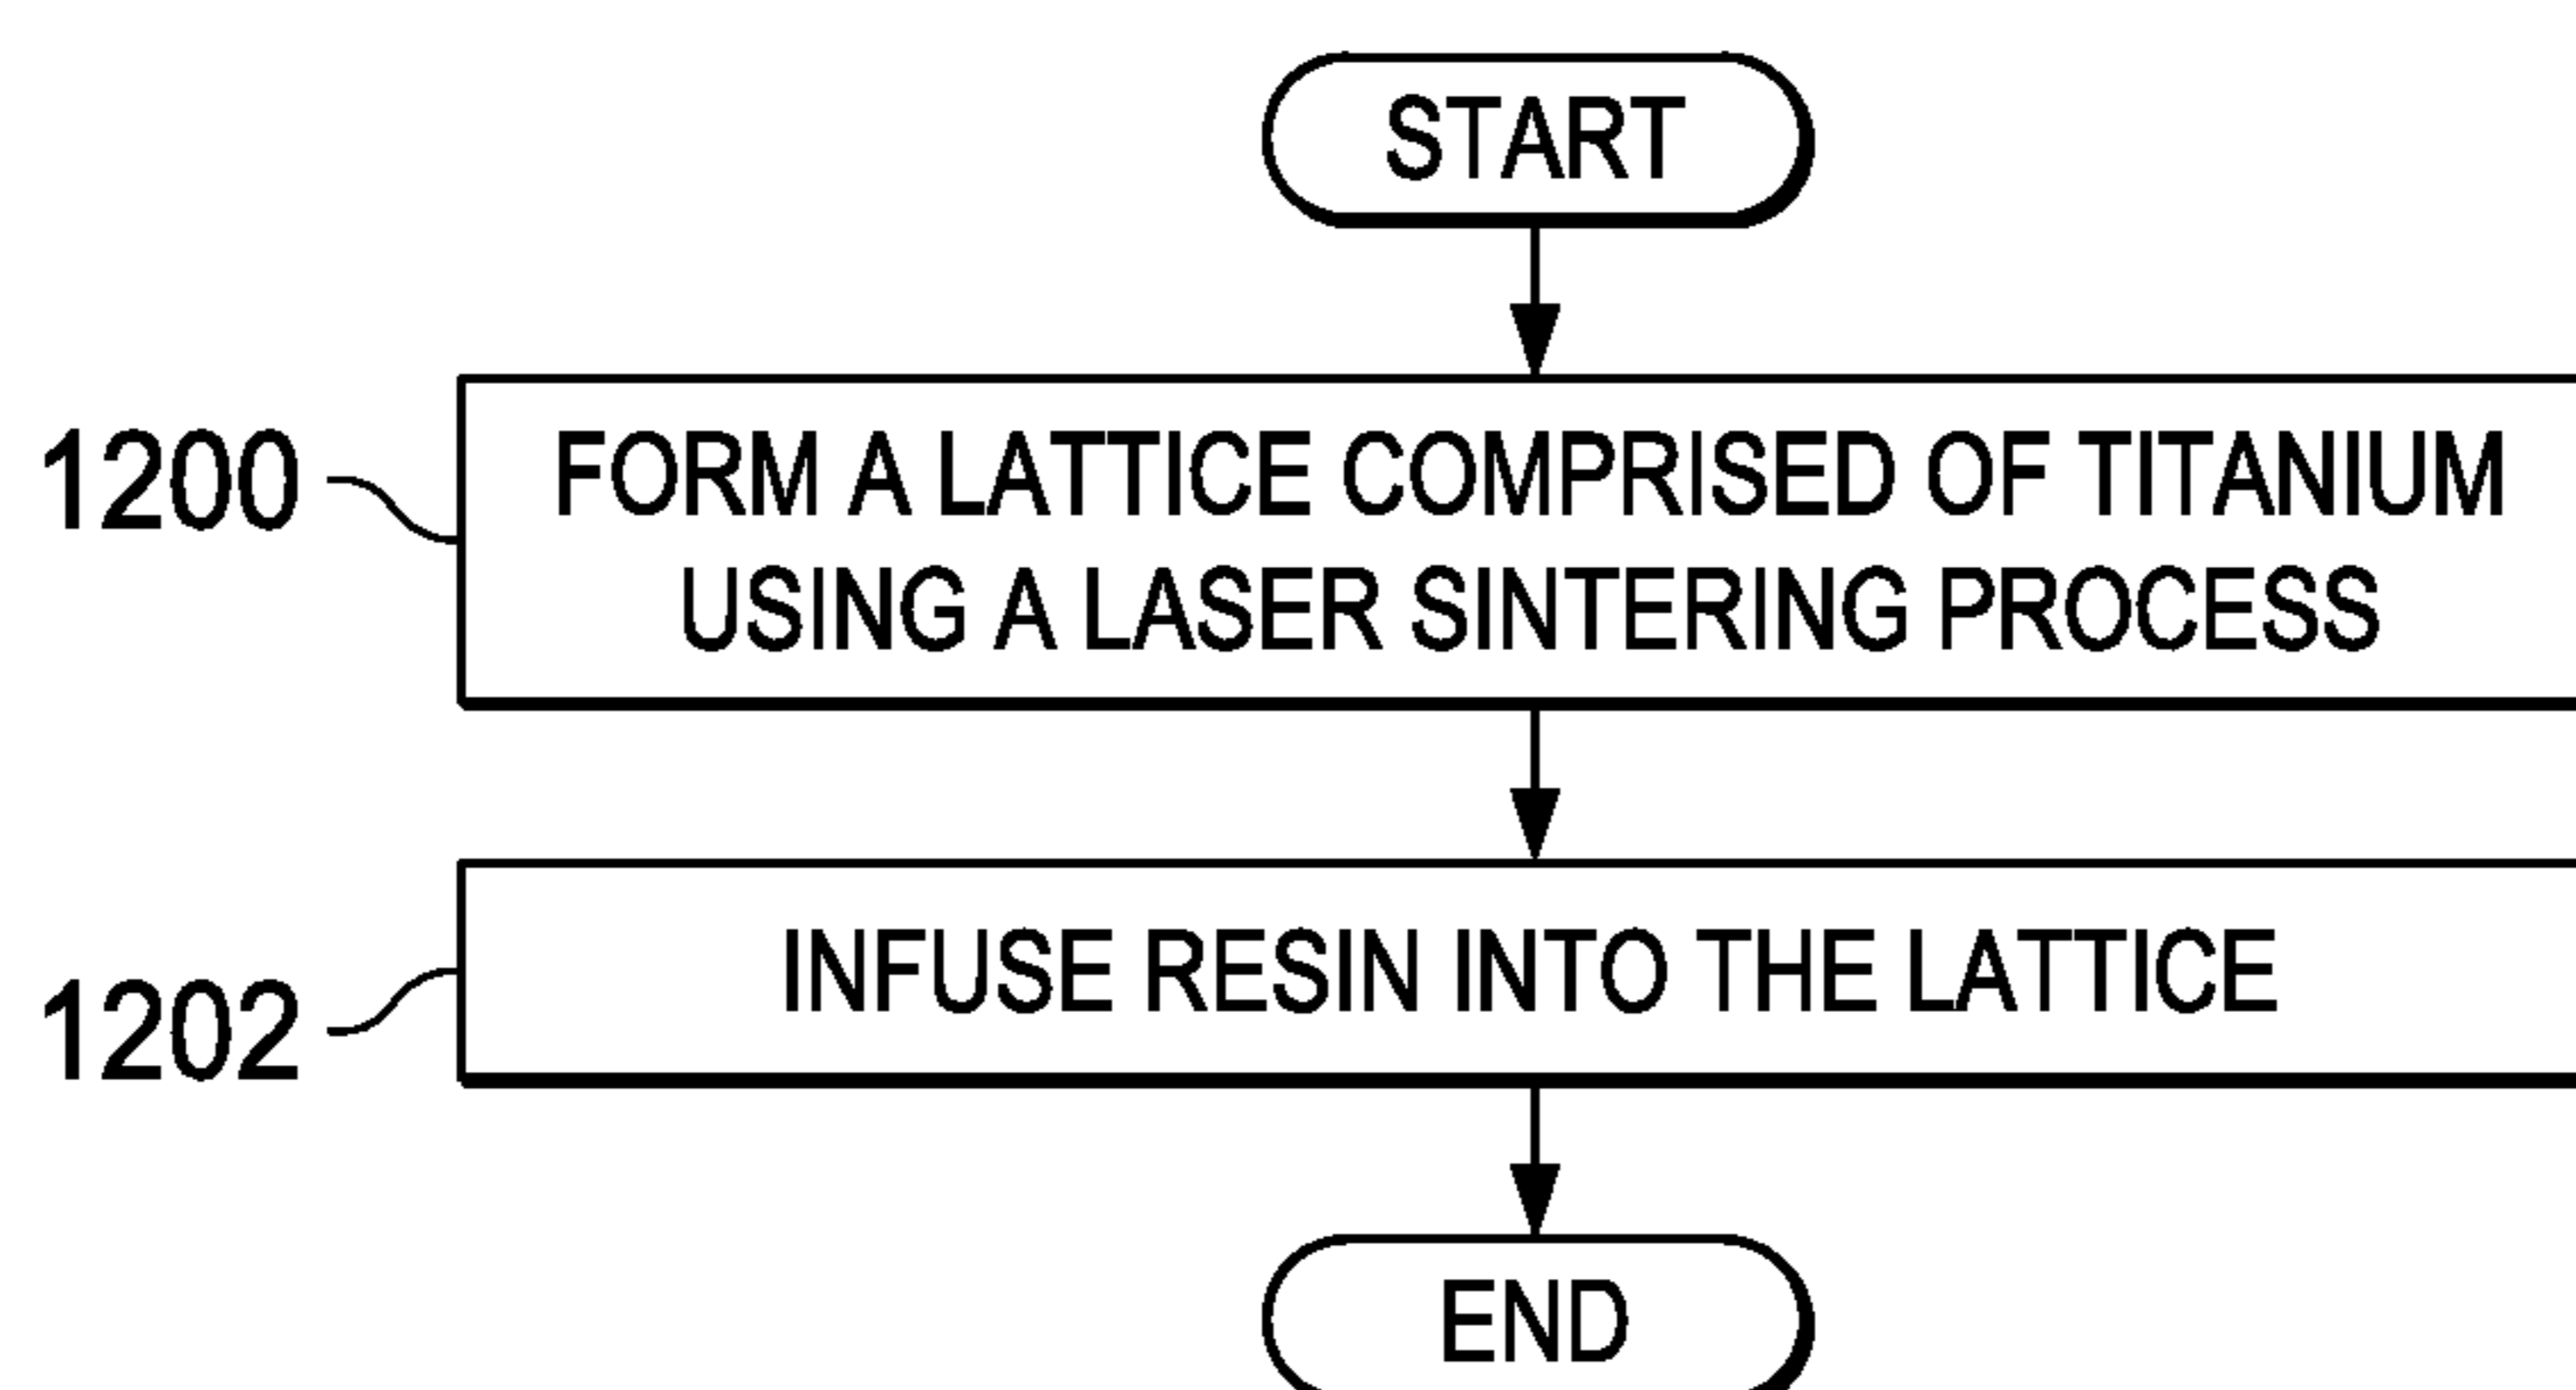 START
1200
FORM A LATTICE COMPRISED OF TITANIUM
USING A LASER SINTERING PROCESS
1202
INFUSE RESIN INTO THE LATTICE
END